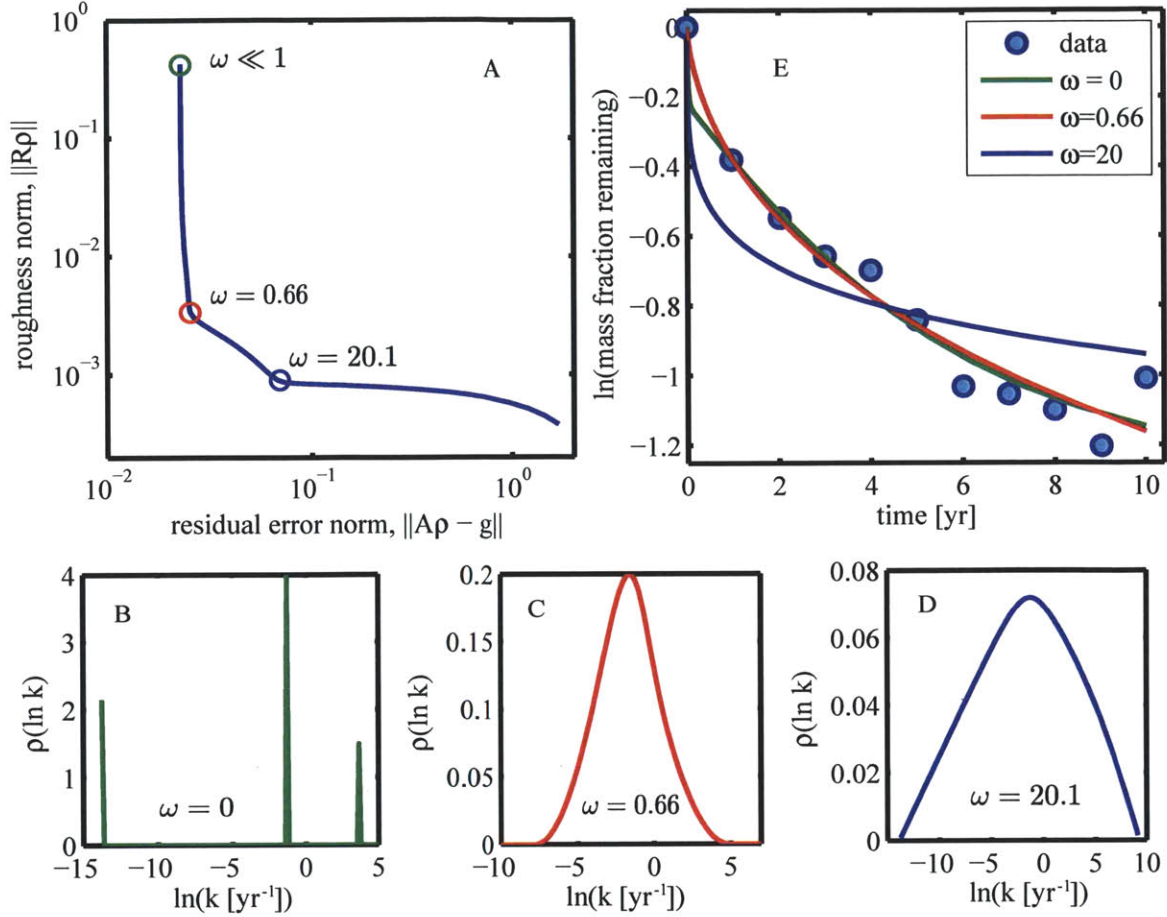 A
10⁰
10⁻¹
10⁻²
10⁻³
roughness norm, ||Rρ||
ω ≪ 1
ω = 0.66
ω = 20.1
10⁻² 10⁻¹ 10⁰
residual error norm, ||Aρ − g||
E
0
−0.2
−0.4
−0.6
−0.8
−1
−1.2
ln(mass fraction remaining)
data
ω = 0
ω=0.66
ω=20
0 2 4 6 8 10
time [yr]
B
4
3
2
1
0
ρ(ln k)
ω = 0
−15 −10 −5 0 5
ln(k [yr⁻¹])
C
0.2
0.15
0.1
0.05
0
ρ(ln k)
ω = 0.66
−5 0 5
ln(k [yr⁻¹])
D
0.08
0.06
0.04
0.02
0
ρ(ln k)
ω = 20.1
−10 −5 0 5 10
ln(k [yr⁻¹])